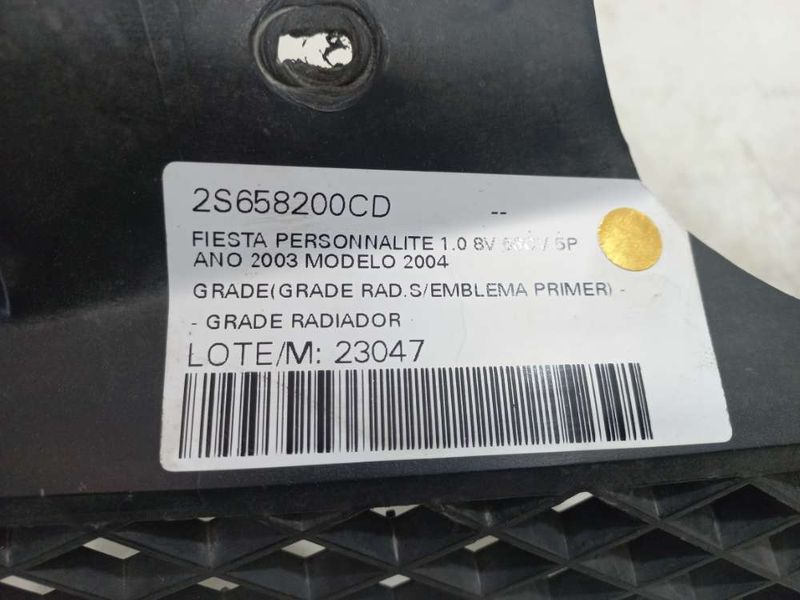 2S658200CD --
FIESTA PERSONNALITE 1.0 8V 5P
ANO 2003 MODELO 2004
GRADE(GRADE RAD.S/EMBLEMA PRIMER) -
- GRADE RADIADOR
LOTE/M: 23047